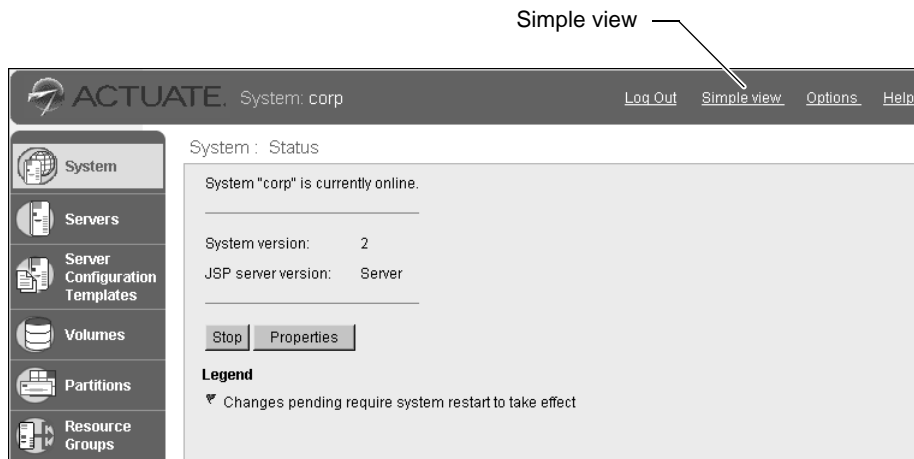 Simple view
ACTUATE. System: corp
Log Out Simple view Options Help
System : Status
System
Servers
Server
Configuration
Templates
Volumes
Partitions
Resource
Groups
System "corp" is currently online.
System version: 2
JSP server version: Server
Stop Properties
Legend
Changes pending require system restart to take effect